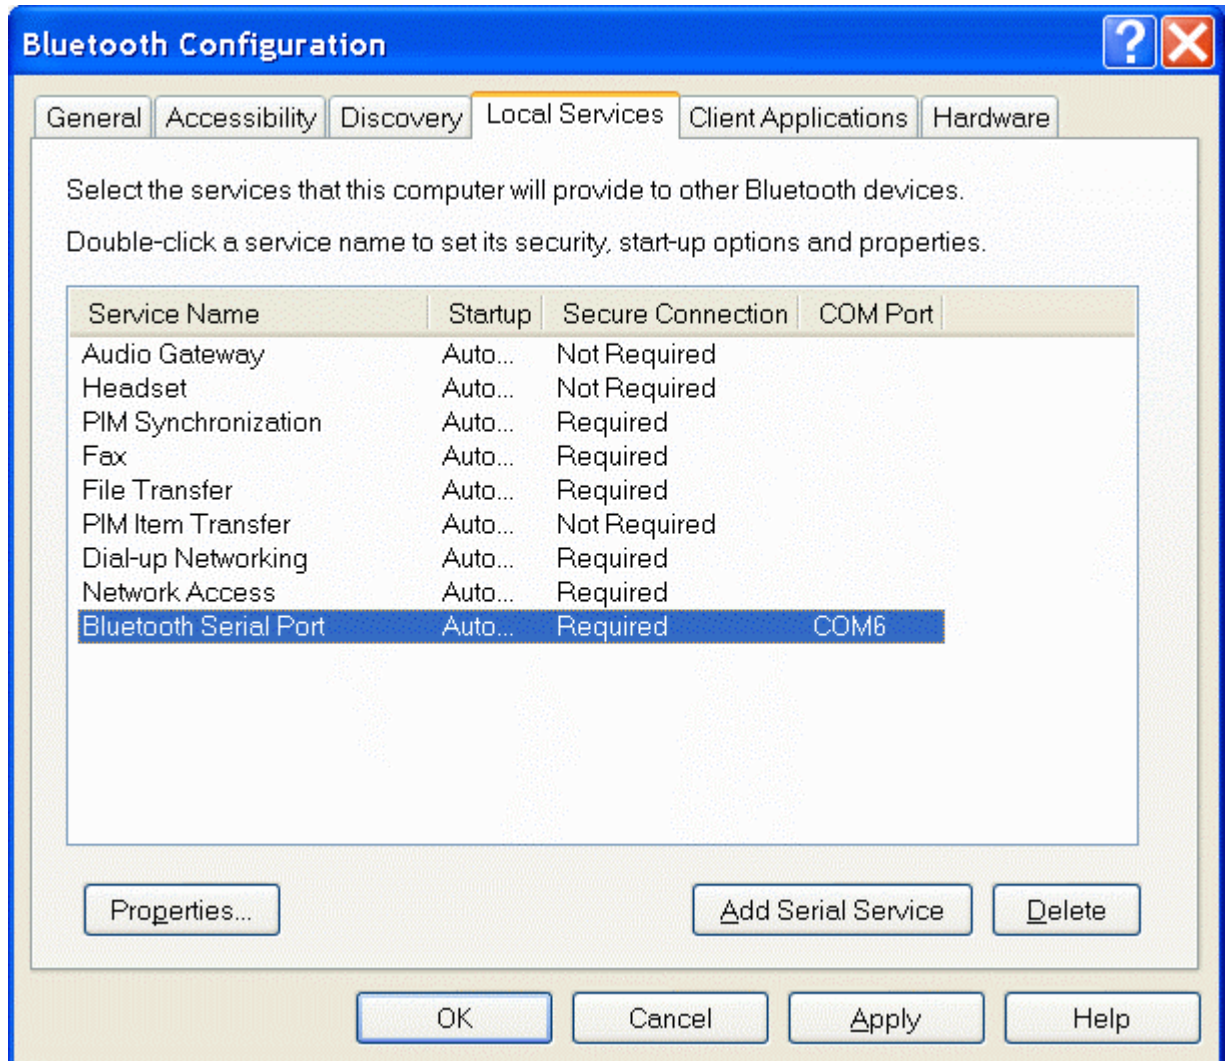 Bluetooth Configuration
General Accessibility Discovery Local Services Client Applications Hardware
Select the services that this computer will provide to other Bluetooth devices.
Double-click a service name to set its security, start-up options and properties.
Service Name Startup Secure Connection COM Port
Audio Gateway Auto... Not Required
Headset Auto... Not Required
PIM Synchronization Auto... Required
Fax Auto... Required
File Transfer Auto... Required
PIM Item Transfer Auto... Not Required
Dial-up Networking Auto... Required
Network Access Auto... Required
Bluetooth Serial Port Auto... Required COM6
Properties... Add Serial Service Delete
OK Cancel Apply Help